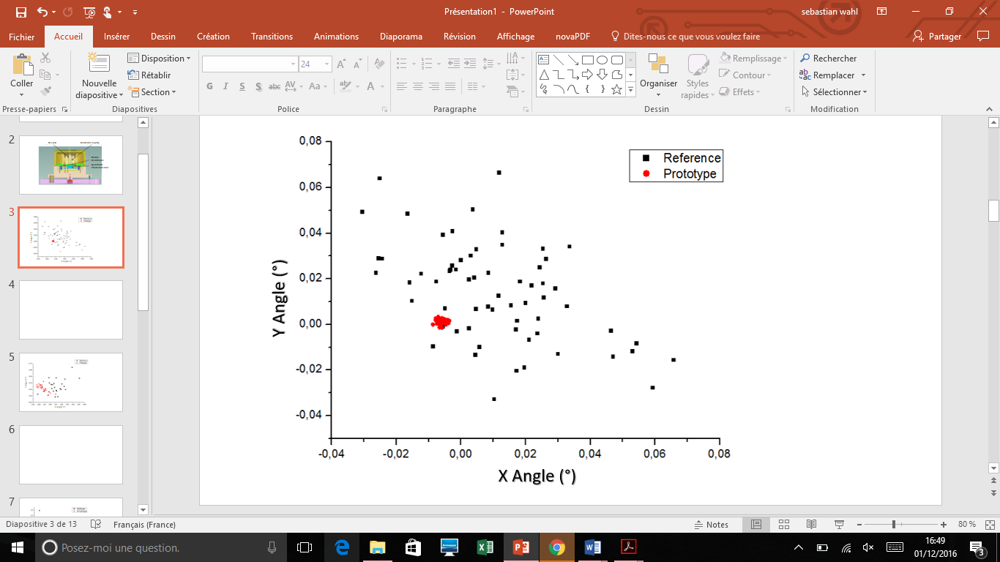 Présentation1 - PowerPoint
sebastian wahl
Fichier Accueil Insérer Dessin Création Transitions Animations Diaporama Révision Affichage novaPDF Dites-nous ce que vous voulez faire Partager
Coller
Nouvelle diapositive
Disposition
Rétablir
Section
24
G I S S abc AV Aa A
Organiser
Styles rapides
Remplissage
Contour
Effets
Rechercher
Remplacer
Sélectionner
Presse-papiers Diapositives Police Paragraphe Dessin Modification
2
3
4
5
6
7
0,08
0,06
0,04
0,02
0,00
-0,02
-0,04
Y Angle (°)
Reference
Prototype
-0,04 -0,02 0,00 0,02 0,04 0,06 0,08
X Angle (°)
Diapositive 3 de 13 Français (France) Notes 80 %
Posez-moi une question.
16:49
01/12/2016
3